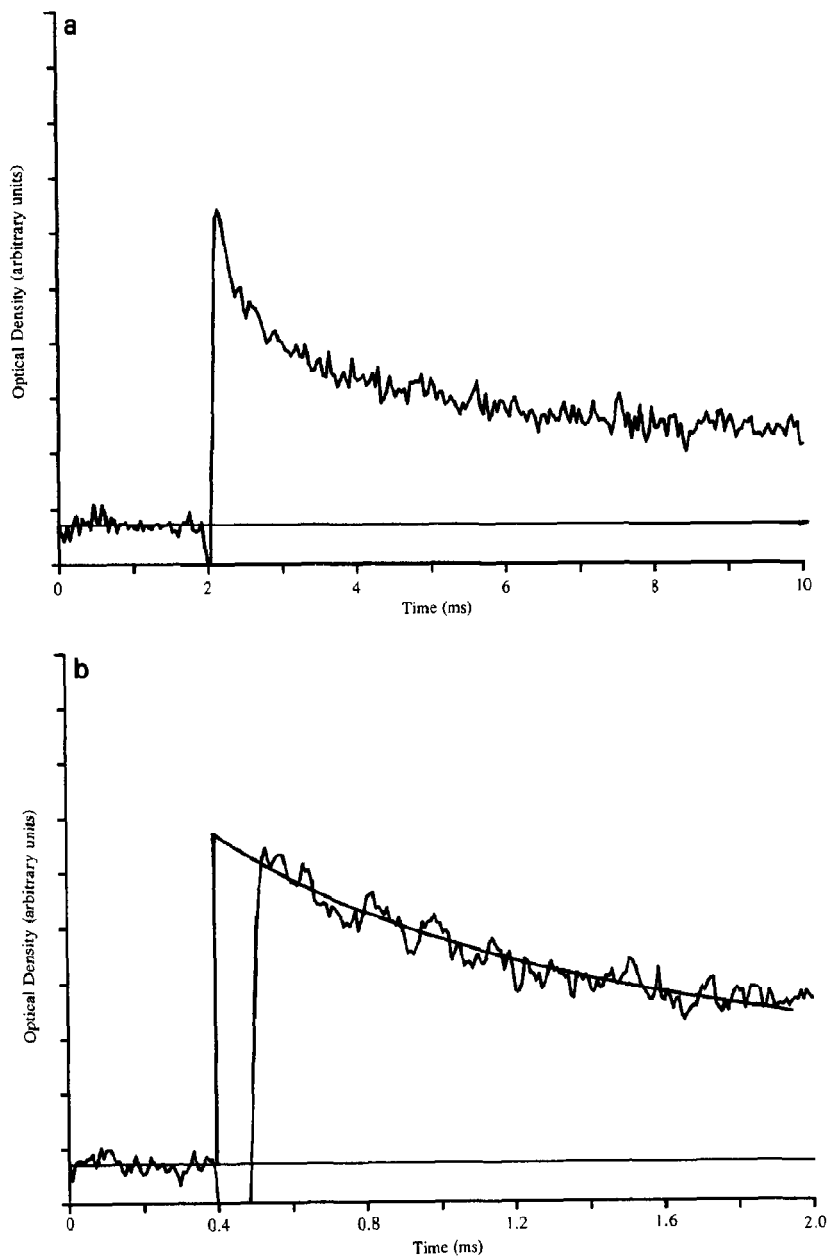 a
Optical Density (arbitrary units)
0 2 4 6 8 10
Time (ms)
b
Optical Density (arbitrary units)
0 0.4 0.8 1.2 1.6 2.0
Time (ms)